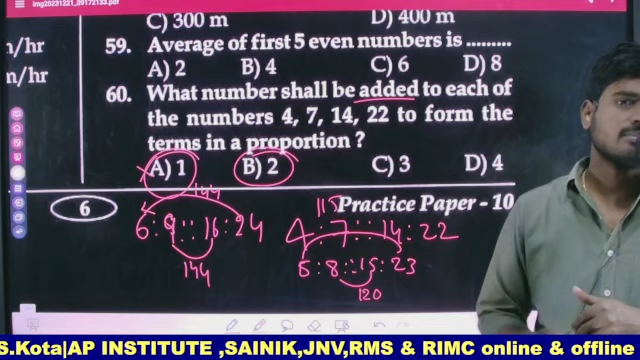 img20231221_09172133.pdf
C) 300 m D) 400 m
n/hr
59. Average of first 5 even numbers is .........
n/hr
A) 2 B) 4 C) 6 D) 8
60. What number shall be added to each of
the numbers 4, 7, 14, 22 to form the
terms in a proportion ?
A) 1 B) 2 C) 3 D) 4
144
6 Practice Paper - 10
115
6 : 9 :: 16 : 24 4 : 7 :: 14 : 22
5 : 8 :: 15 : 23
144
120
S.Kota|AP INSTITUTE ,SAINIK,JNV,RMS & RIMC online & offline